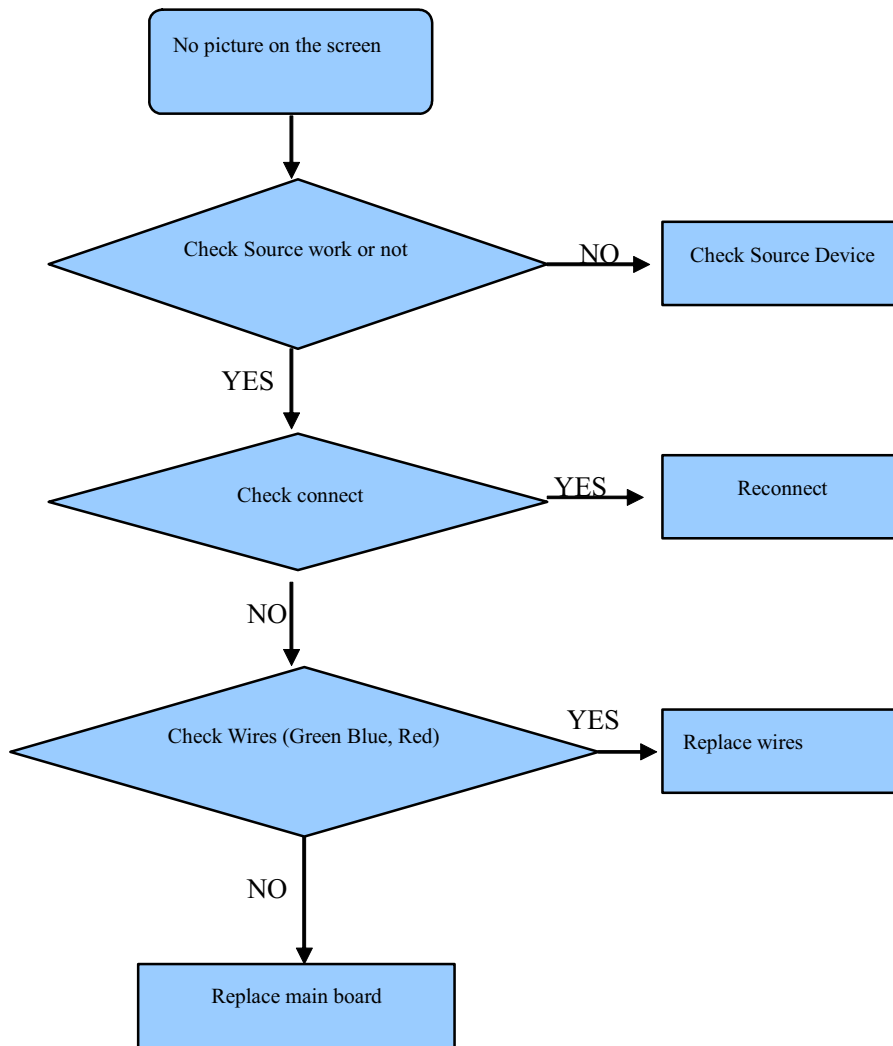 No picture on the screen
Check Source work or not
NO
Check Source Device
YES
Check connect
YES
Reconnect
NO
Check Wires (Green Blue, Red)
YES
Replace wires
NO
Replace main board